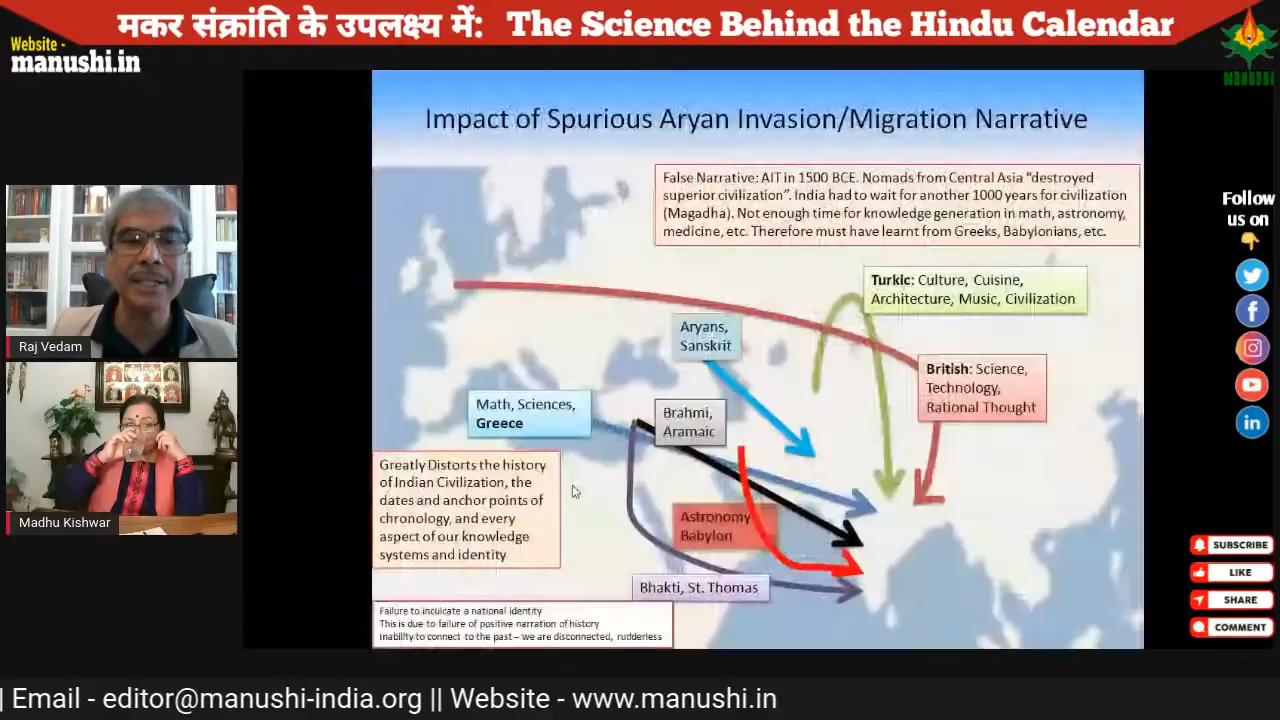 मकर संक्रांति के उपलक्ष्य में: The Science Behind the Hindu Calendar
Website -
manushi.in
MANUSHI
Impact of Spurious Aryan Invasion/Migration Narrative
False Narrative: AIT in 1500 BCE. Nomads from Central Asia “destroyed
superior civilization”. India had to wait for another 1000 years for civilization
(Magadha). Not enough time for knowledge generation in math, astronomy,
medicine, etc. Therefore must have learnt from Greeks, Babylonians, etc.
Turkic: Culture, Cuisine,
Architecture, Music, Civilization
Aryans,
Sanskrit
British: Science,
Technology,
Rational Thought
Math, Sciences,
Greece
Brahmi,
Aramaic
Greatly Distorts the history
of Indian Civilization, the
dates and anchor points of
chronology, and every
aspect of our knowledge
systems and identity
Astronomy
Babylon
Bhakti, St. Thomas
Failure to inculcate a national identity
This is due to failure of positive narration of history
Inability to connect to the past – we are disconnected, rudderless
Raj Vedam
Madhu Kishwar
Follow
us on
SUBSCRIBE
LIKE
SHARE
COMMENT
| Email - editor@manushi-india.org || Website - www.manushi.in